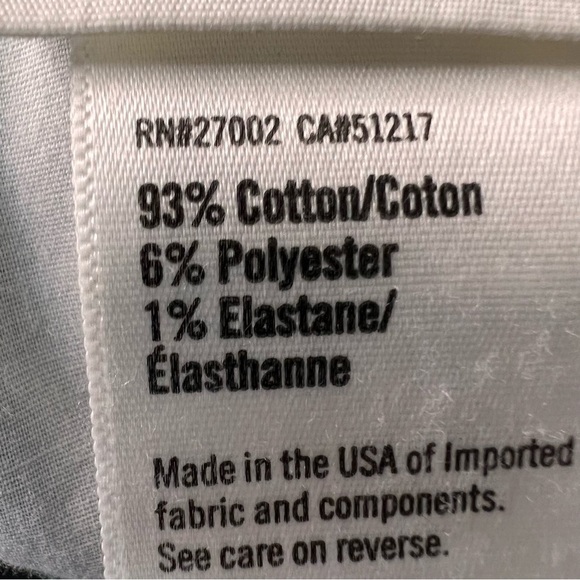 RN#27002 CA#51217
93% Cotton/Coton
6% Polyester
1% Elastane/
Élasthanne
Made in the USA of Imported
fabric and components.
See care on reverse.